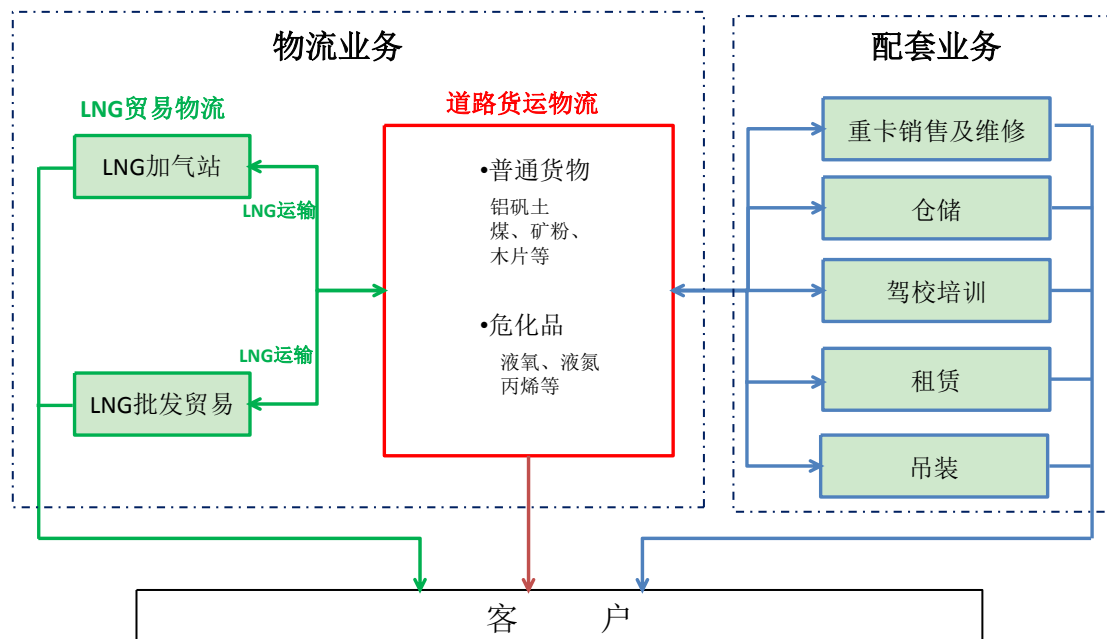 物流业务
LNG贸易物流
LNG加气站
LNG运输
LNG运输
LNG批发贸易
道路货运物流
•普通货物
铝矾土
煤、矿粉、
木片等
•危化品
液氧、液氮
丙烯等
配套业务
重卡销售及维修
仓储
驾校培训
租赁
吊装
客 户